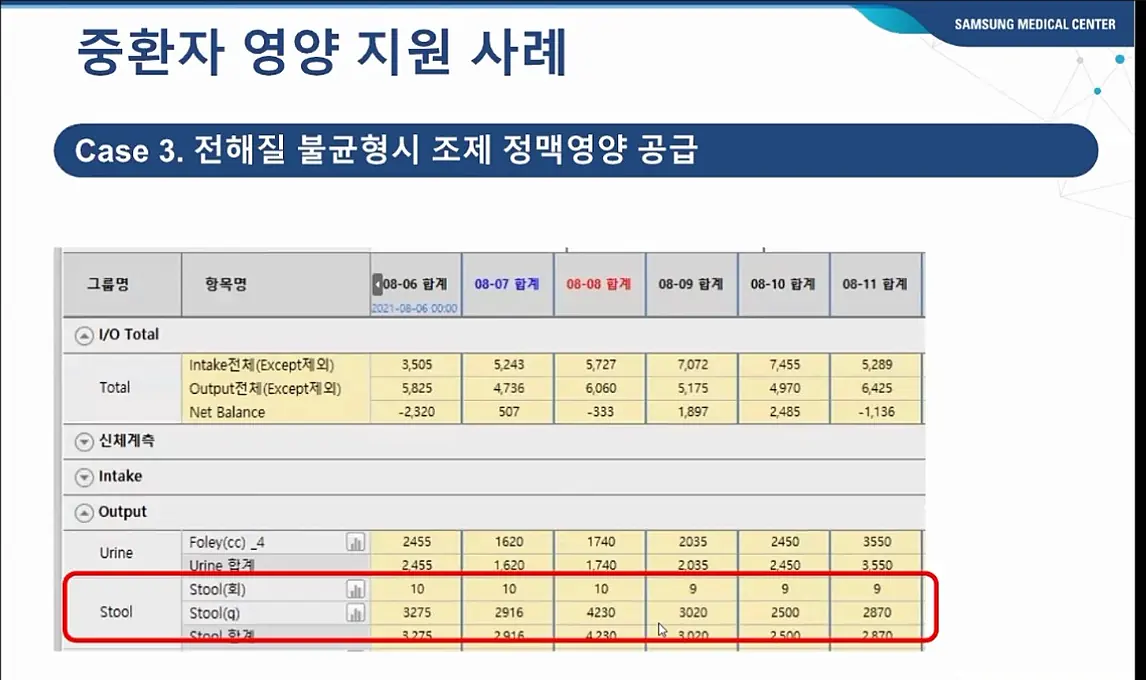 SAMSUNG MEDICAL CENTER
중환자 영양 지원 사례
Case 3. 전해질 불균형시 조제 정맥영양 공급
그룹명 항목명 08-06 합계 08-07 합계 08-08 합계 08-09 합계 08-10 합계 08-11 합계
2021-08-06 00:00
I/O Total
Total
Intake전체(Except제외) 3,505 5,243 5,727 7,072 7,455 5,289
Output전체(Except제외) 5,825 4,736 6,060 5,175 4,970 6,425
Net Balance -2,320 507 -333 1,897 2,485 -1,136
신체계측
Intake
Output
Urine
Foley(cc) _4 2455 1620 1740 2035 2450 3550
Urine 합계 2,455 1,620 1,740 2,035 2,450 3,550
Stool
Stool(회) 10 10 10 9 9 9
Stool(g) 3275 2916 4230 3020 2500 2870
Stool 합계 3,275 2,916 4,230 3,020 2,500 2,870